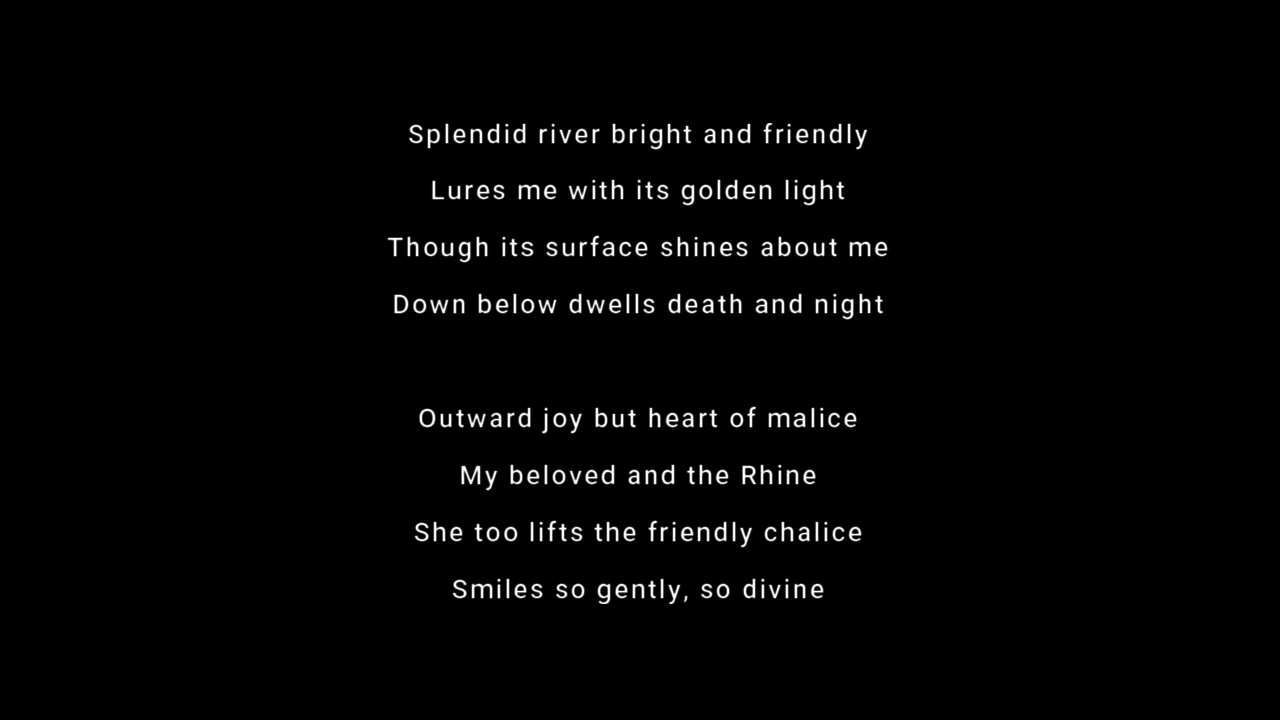 Splendid river bright and friendly
Lures me with its golden light
Though its surface shines about me
Down below dwells death and night
Outward joy but heart of malice
My beloved and the Rhine
She too lifts the friendly chalice
Smiles so gently, so divine